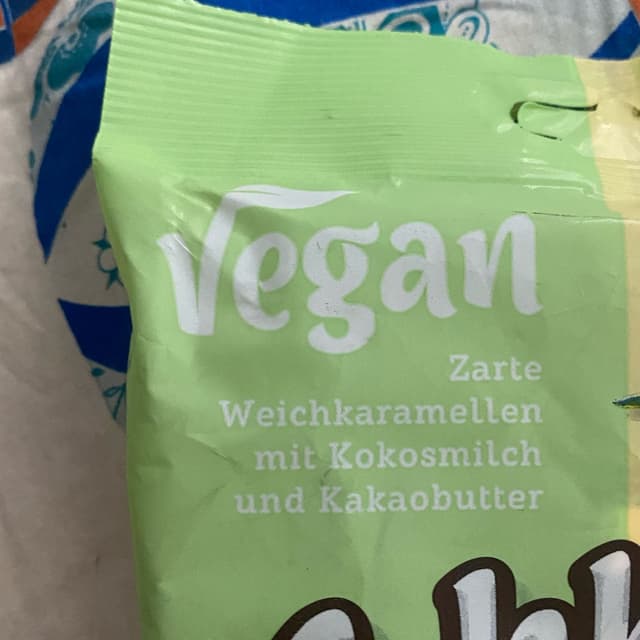 Vegan
Zarte
Weichkaramellen
mit Kokosmilch
und Kakaobutter